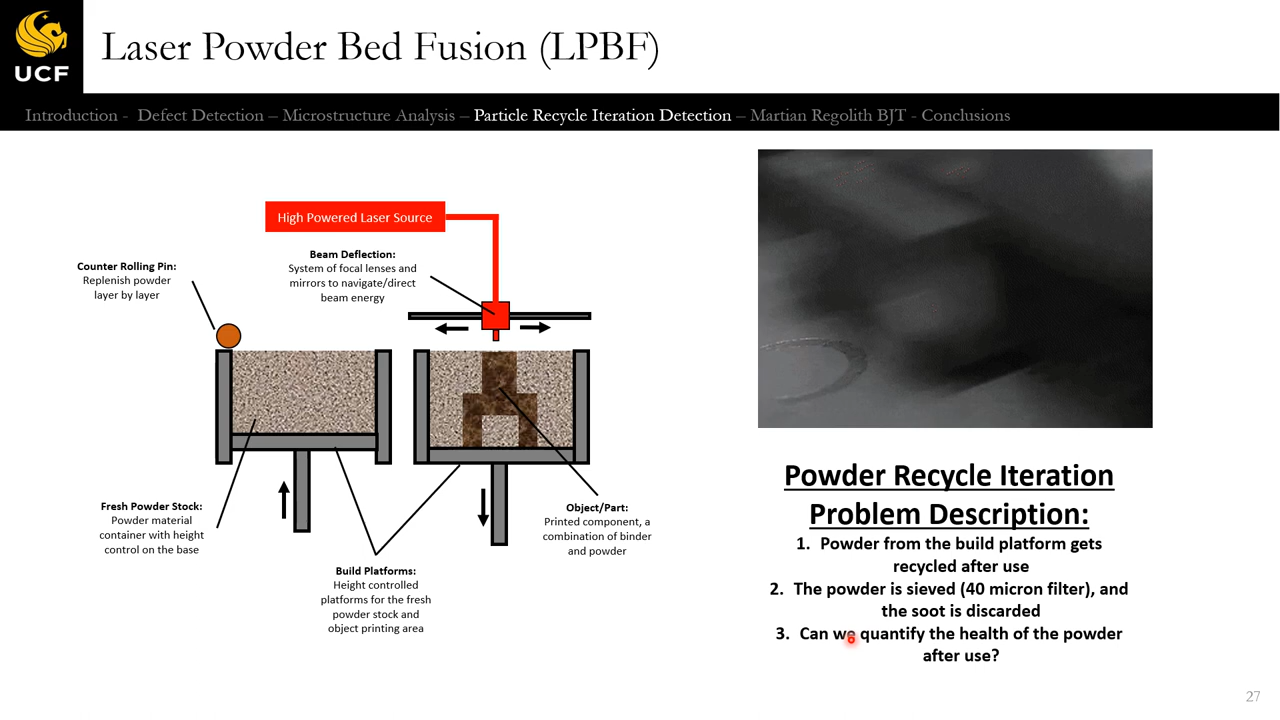 UCF
Laser Powder Bed Fusion (LPBF)
Introduction - Defect Detection – Microstructure Analysis – Particle Recycle Iteration Detection – Martian Regolith BJT - Conclusions
High Powered Laser Source
Counter Rolling Pin:
Replenish powder
layer by layer
Beam Deflection:
System of focal lenses and
mirrors to navigate/direct
beam energy
Fresh Powder Stock:
Powder material
container with height
control on the base
Build Platforms:
Height controlled
platforms for the fresh
powder stock and
object printing area
Object/Part:
Printed component, a
combination of binder
and powder
Powder Recycle Iteration
Problem Description:
1. Powder from the build platform gets
recycled after use
2. The powder is sieved (40 micron filter), and
the soot is discarded
3. Can we quantify the health of the powder
after use?
27